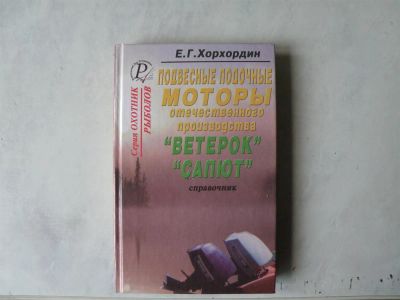 Е.Г.Хорхордин
ПОДВЕСНЫЕ ЛОДОЧНЫЕ
МОТОРЫ
отечественного
производства
"ВЕТЕРОК"
"САЛЮТ"
справочник
Серия ОХОТНИК
РЫБОЛОВ
Р